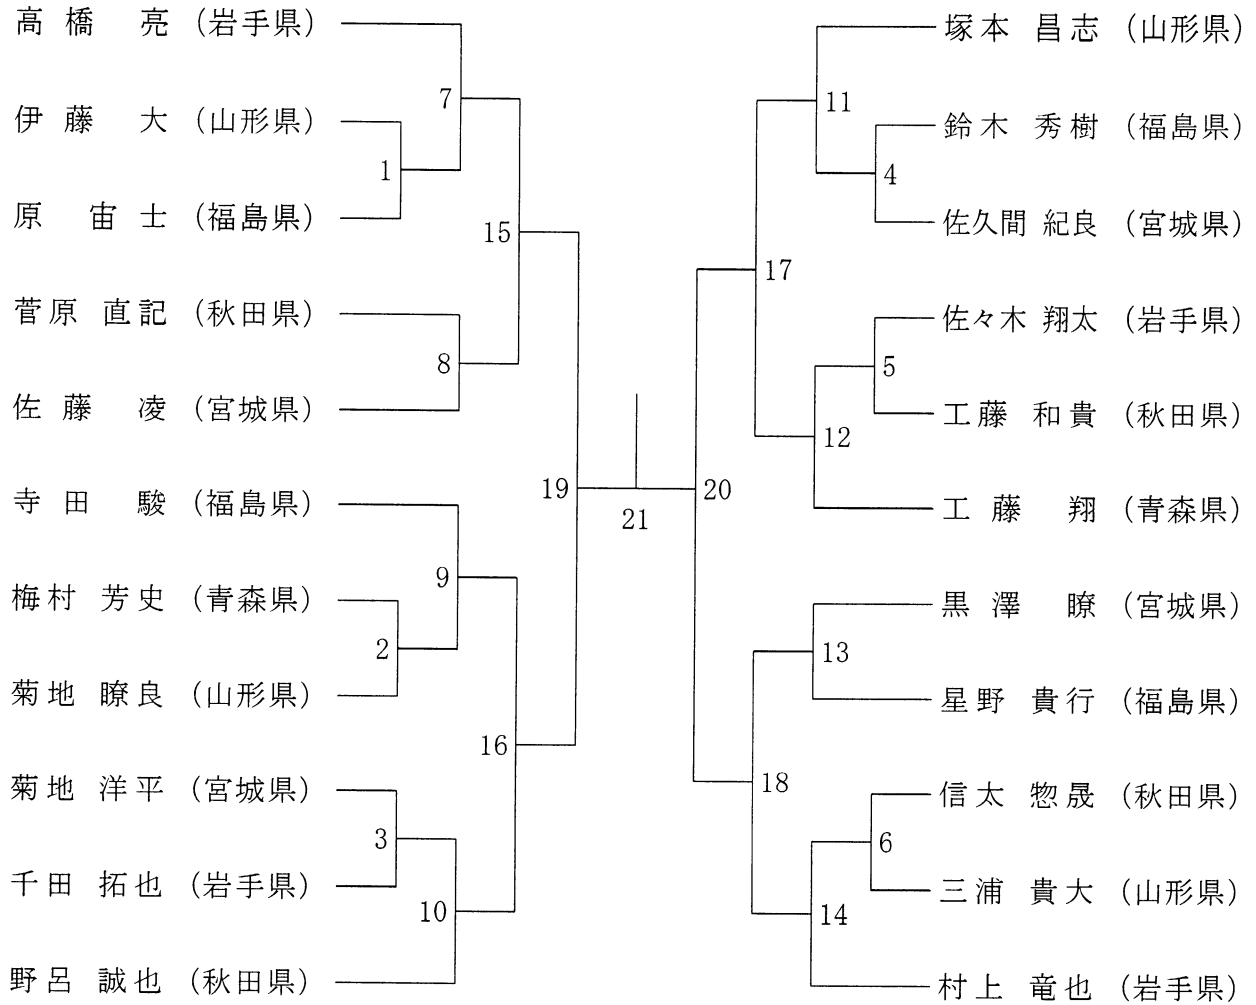 高橋 亮 (岩手県)
伊藤 大 (山形県)
原 宙士 (福島県)
菅原 直記 (秋田県)
佐藤 凌 (宮城県)
寺田 駿 (福島県)
梅村 芳史 (青森県)
菊地 瞭良 (山形県)
菊地 洋平 (宮城県)
千田 拓也 (岩手県)
野呂 誠也 (秋田県)
7
1
15
8
9
2
16
3
10
19
21
20
11
4
17
5
12
13
18
6
14
塚本 昌志 (山形県)
鈴木 秀樹 (福島県)
佐久間 紀良 (宮城県)
佐々木 翔太 (岩手県)
工藤 和貴 (秋田県)
工藤 翔 (青森県)
黒澤 瞭 (宮城県)
星野 貴行 (福島県)
信太 惣晟 (秋田県)
三浦 貴大 (山形県)
村上 竜也 (岩手県)